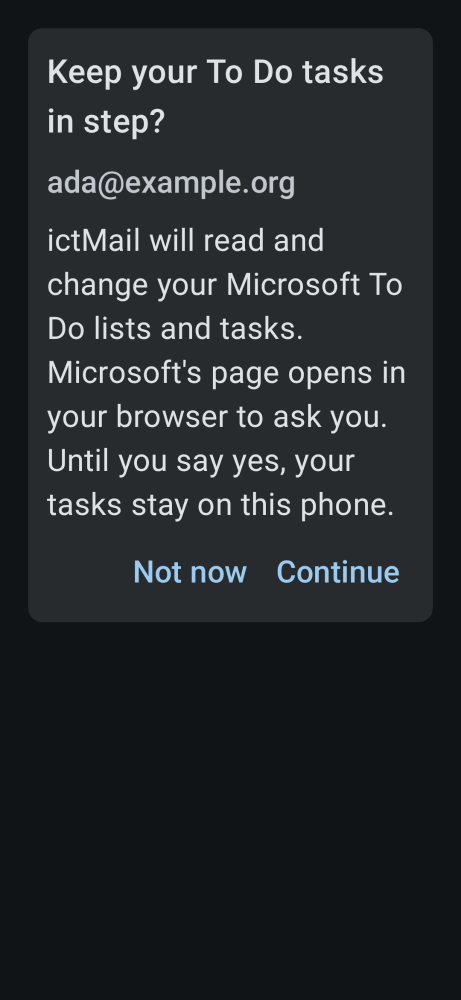 Keep your To Do tasks
in step?
ada@example.org
ictMail will read and
change your Microsoft To
Do lists and tasks.
Microsoft's page opens in
your browser to ask you.
Until you say yes, your
tasks stay on this phone.
Not now Continue